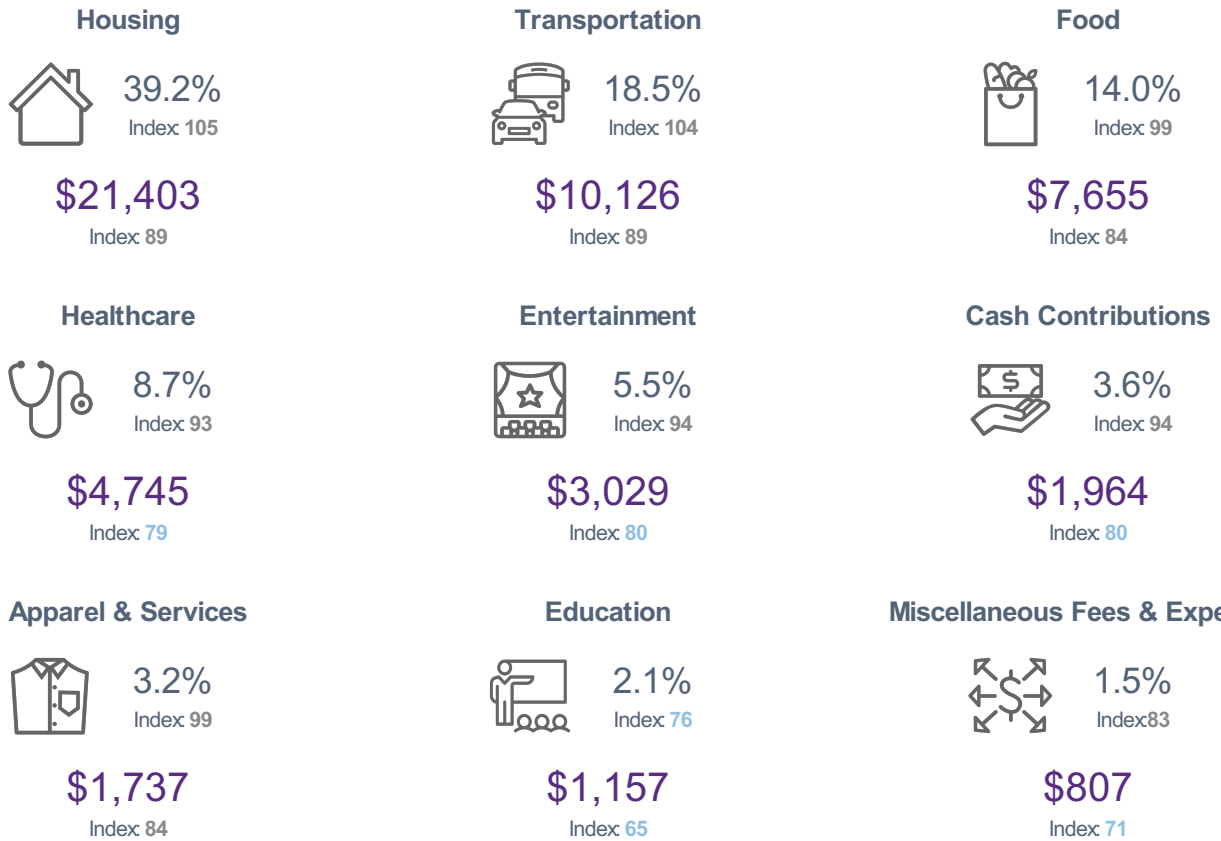 Housing
39.2%
Index: 105
$21,403
Index: 89
Transportation
18.5%
Index: 104
$10,126
Index: 89
Food
14.0%
Index: 99
$7,655
Index: 84
Healthcare
8.7%
Index: 93
$4,745
Index: 79
Entertainment
5.5%
Index: 94
$3,029
Index: 80
Cash Contributions
$
3.6%
Index: 94
$1,964
Index: 80
Apparel & Services
3.2%
Index: 99
$1,737
Index: 84
Education
2.1%
Index: 76
$1,157
Index: 65
Miscellaneous Fees & Expe
$
1.5%
Index:83
$807
Index: 71